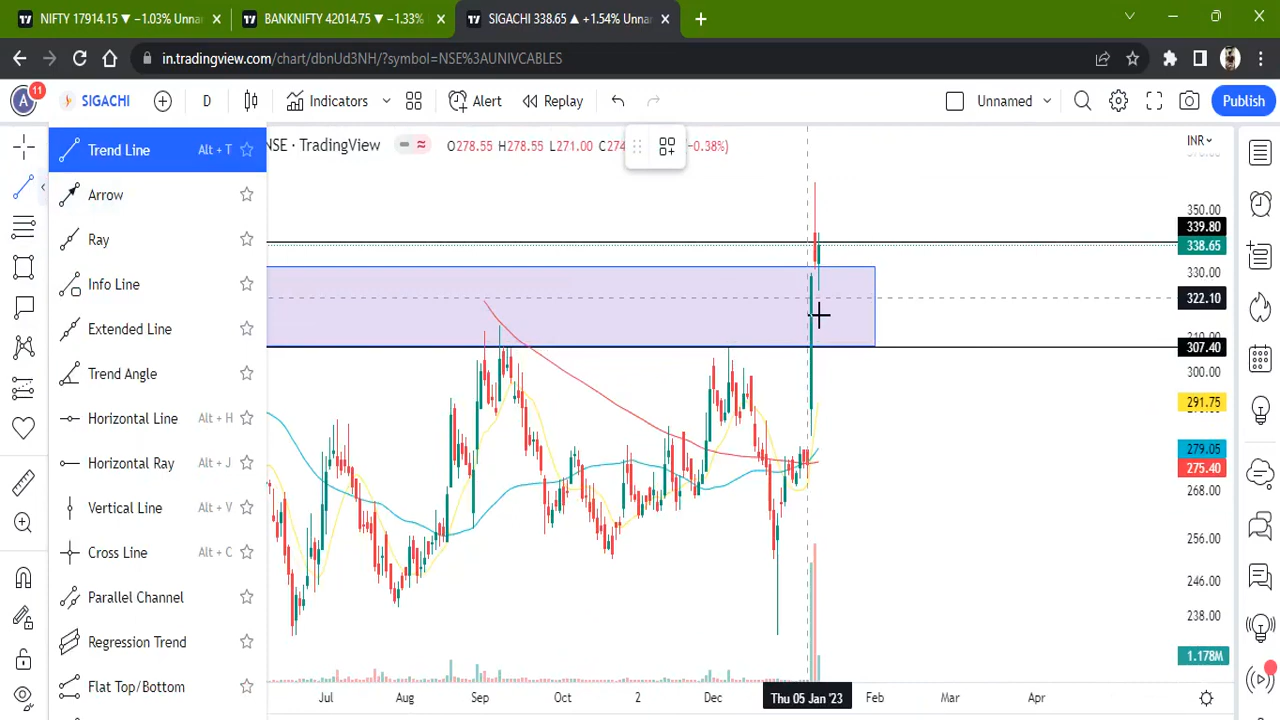 NIFTY 17914.15 ▼ −1.03% Unna
BANKNIFTY 42014.75 ▼ −1.33%
SIGACHI 338.65 ▲ +1.54% Unna
in.tradingview.com/chart/dbnUd3NH/?symbol=NSE%3AUNIVCABLES
11
A
SIGACHI
D
Indicators
Alert
Replay
Unnamed
Publish
NSE · TradingView
O278.55 H278.55 L271.00 C274 −0.38%)
INR
Trend Line Alt + T
Arrow
Ray
Info Line
Extended Line
Trend Angle
Horizontal Line Alt + H
Horizontal Ray Alt + J
Vertical Line Alt + V
Cross Line Alt + C
Parallel Channel
Regression Trend
Flat Top/Bottom
350.00
339.80
338.65
330.00
322.10
310.00
307.40
300.00
291.75
279.05
275.40
268.00
256.00
246.00
238.00
1.178M
Jul
Aug
Sep
Oct
2
Dec
Thu 05 Jan '23
Feb
Mar
Apr